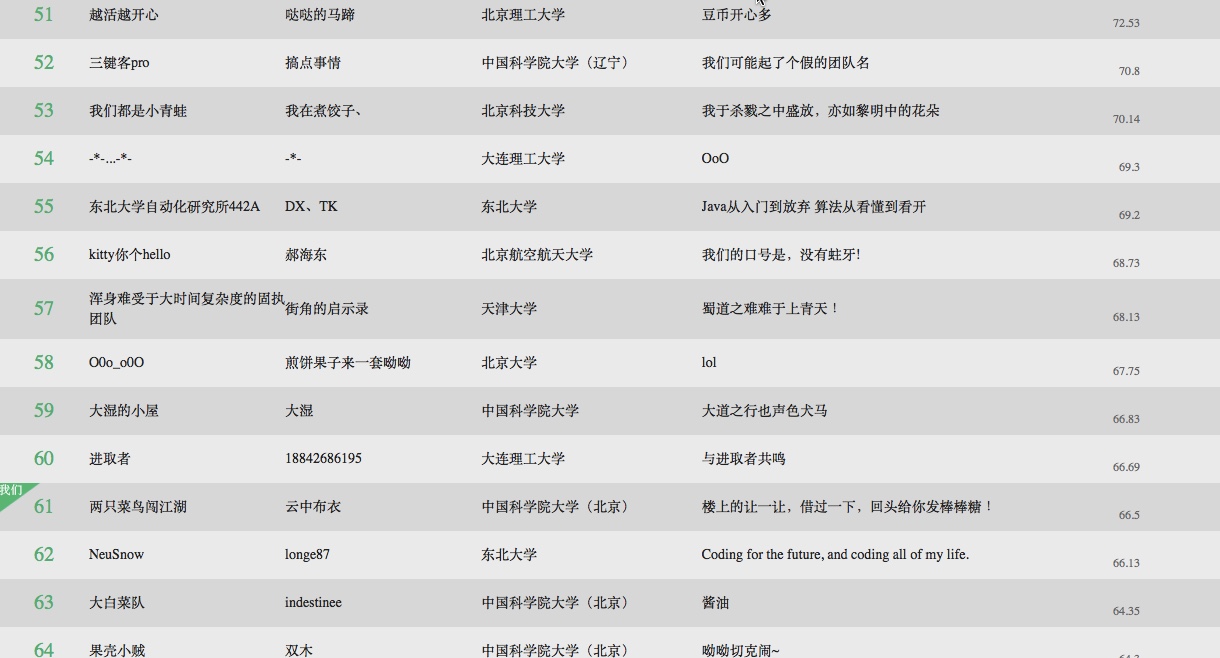 51 越活越开心 哒哒的马蹄 北京理工大学 豆币开心多 72.53
52 三键客pro 搞点事情 中国科学院大学（辽宁） 我们可能起了个假的团队名 70.8
53 我们都是小青蛙 我在煮饺子、 北京科技大学 我于杀戮之中盛放，亦如黎明中的花朵 70.14
54 -*-...-*- -*- 大连理工大学 OoO 69.3
55 东北大学自动化研究所442A DX、TK 东北大学 Java从入门到放弃 算法从看懂到看开 69.2
56 kitty你个hello 郝海东 北京航空航天大学 我们的口号是，没有蛀牙! 68.73
57 浑身难受于大时间复杂度的固执 街角的启示录 天津大学 蜀道之难难于上青天！ 68.13
团队
58 O0o_o0O 煎饼果子来一套呦呦 北京大学 lol 67.75
59 大湿的小屋 大湿 中国科学院大学 大道之行也声色犬马 66.83
60 进取者 18842686195 大连理工大学 与进取者共鸣 66.69
我们
61 两只菜鸟闯江湖 云中布衣 中国科学院大学（北京） 楼上的让一让，借过一下，回头给你发棒棒糖！ 66.5
62 NeuSnow longe87 东北大学 Coding for the future, and coding all of my life. 66.13
63 大白菜队 indestinee 中国科学院大学（北京） 酱油 64.35
64 果壳小贼 双木 中国科学院大学（北京） 呦呦切克闹~